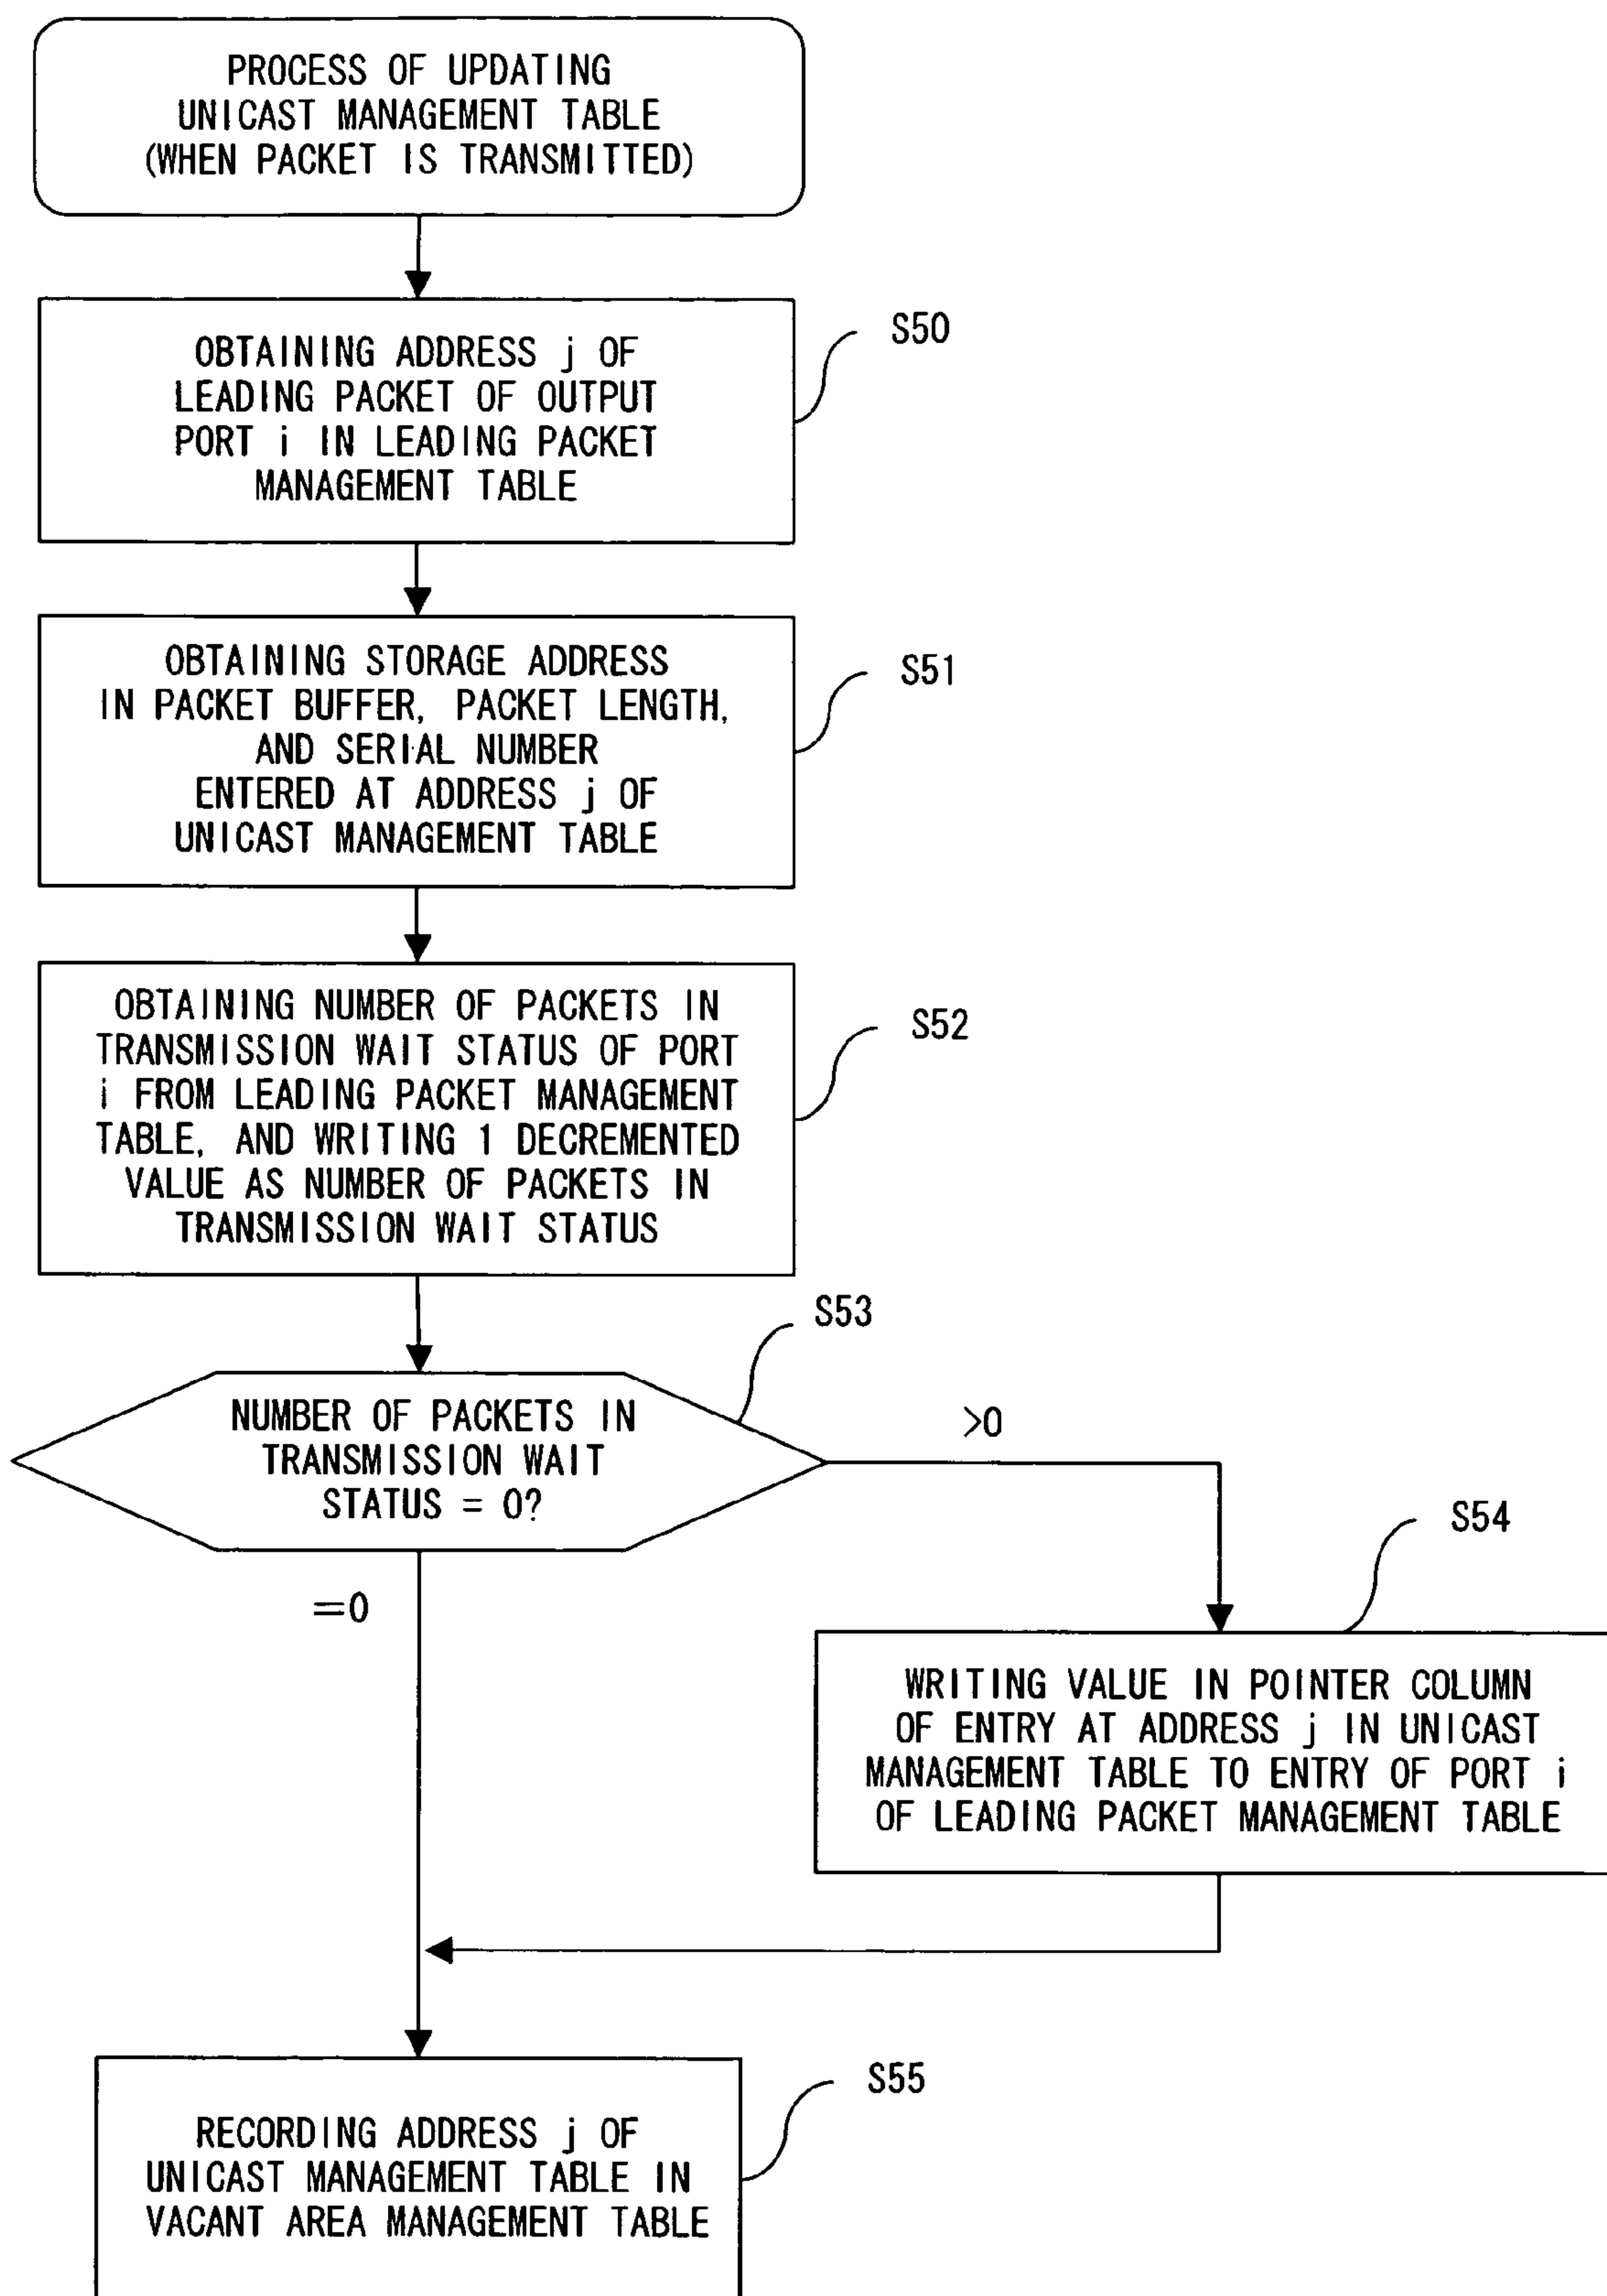 PROCESS OF UPDATING
UNICAST MANAGEMENT TABLE
(WHEN PACKET IS TRANSMITTED)
S50
OBTAINING ADDRESS j OF
LEADING PACKET OF OUTPUT
PORT i IN LEADING PACKET
MANAGEMENT TABLE
S51
OBTAINING STORAGE ADDRESS
IN PACKET BUFFER, PACKET LENGTH,
AND SERIAL NUMBER
ENTERED AT ADDRESS j OF
UNICAST MANAGEMENT TABLE
S52
OBTAINING NUMBER OF PACKETS IN
TRANSMISSION WAIT STATUS OF PORT
i FROM LEADING PACKET MANAGEMENT
TABLE, AND WRITING 1 DECREMENTED
VALUE AS NUMBER OF PACKETS IN
TRANSMISSION WAIT STATUS
S53
NUMBER OF PACKETS IN
TRANSMISSION WAIT
STATUS = 0?
>0
=0
S54
WRITING VALUE IN POINTER COLUMN
OF ENTRY AT ADDRESS j IN UNICAST
MANAGEMENT TABLE TO ENTRY OF PORT i
OF LEADING PACKET MANAGEMENT TABLE
S55
RECORDING ADDRESS j OF
UNICAST MANAGEMENT TABLE IN
VACANT AREA MANAGEMENT TABLE